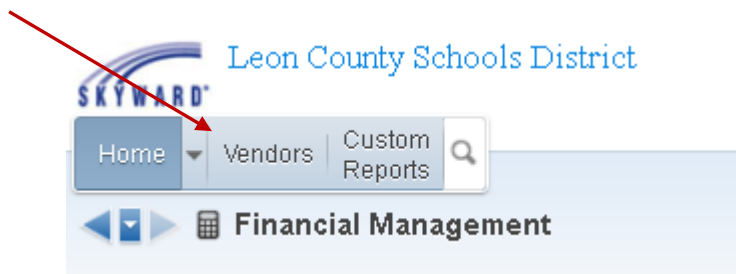 Leon County Schools District
SKYWARD
Home Vendors Custom
Reports
Financial Management